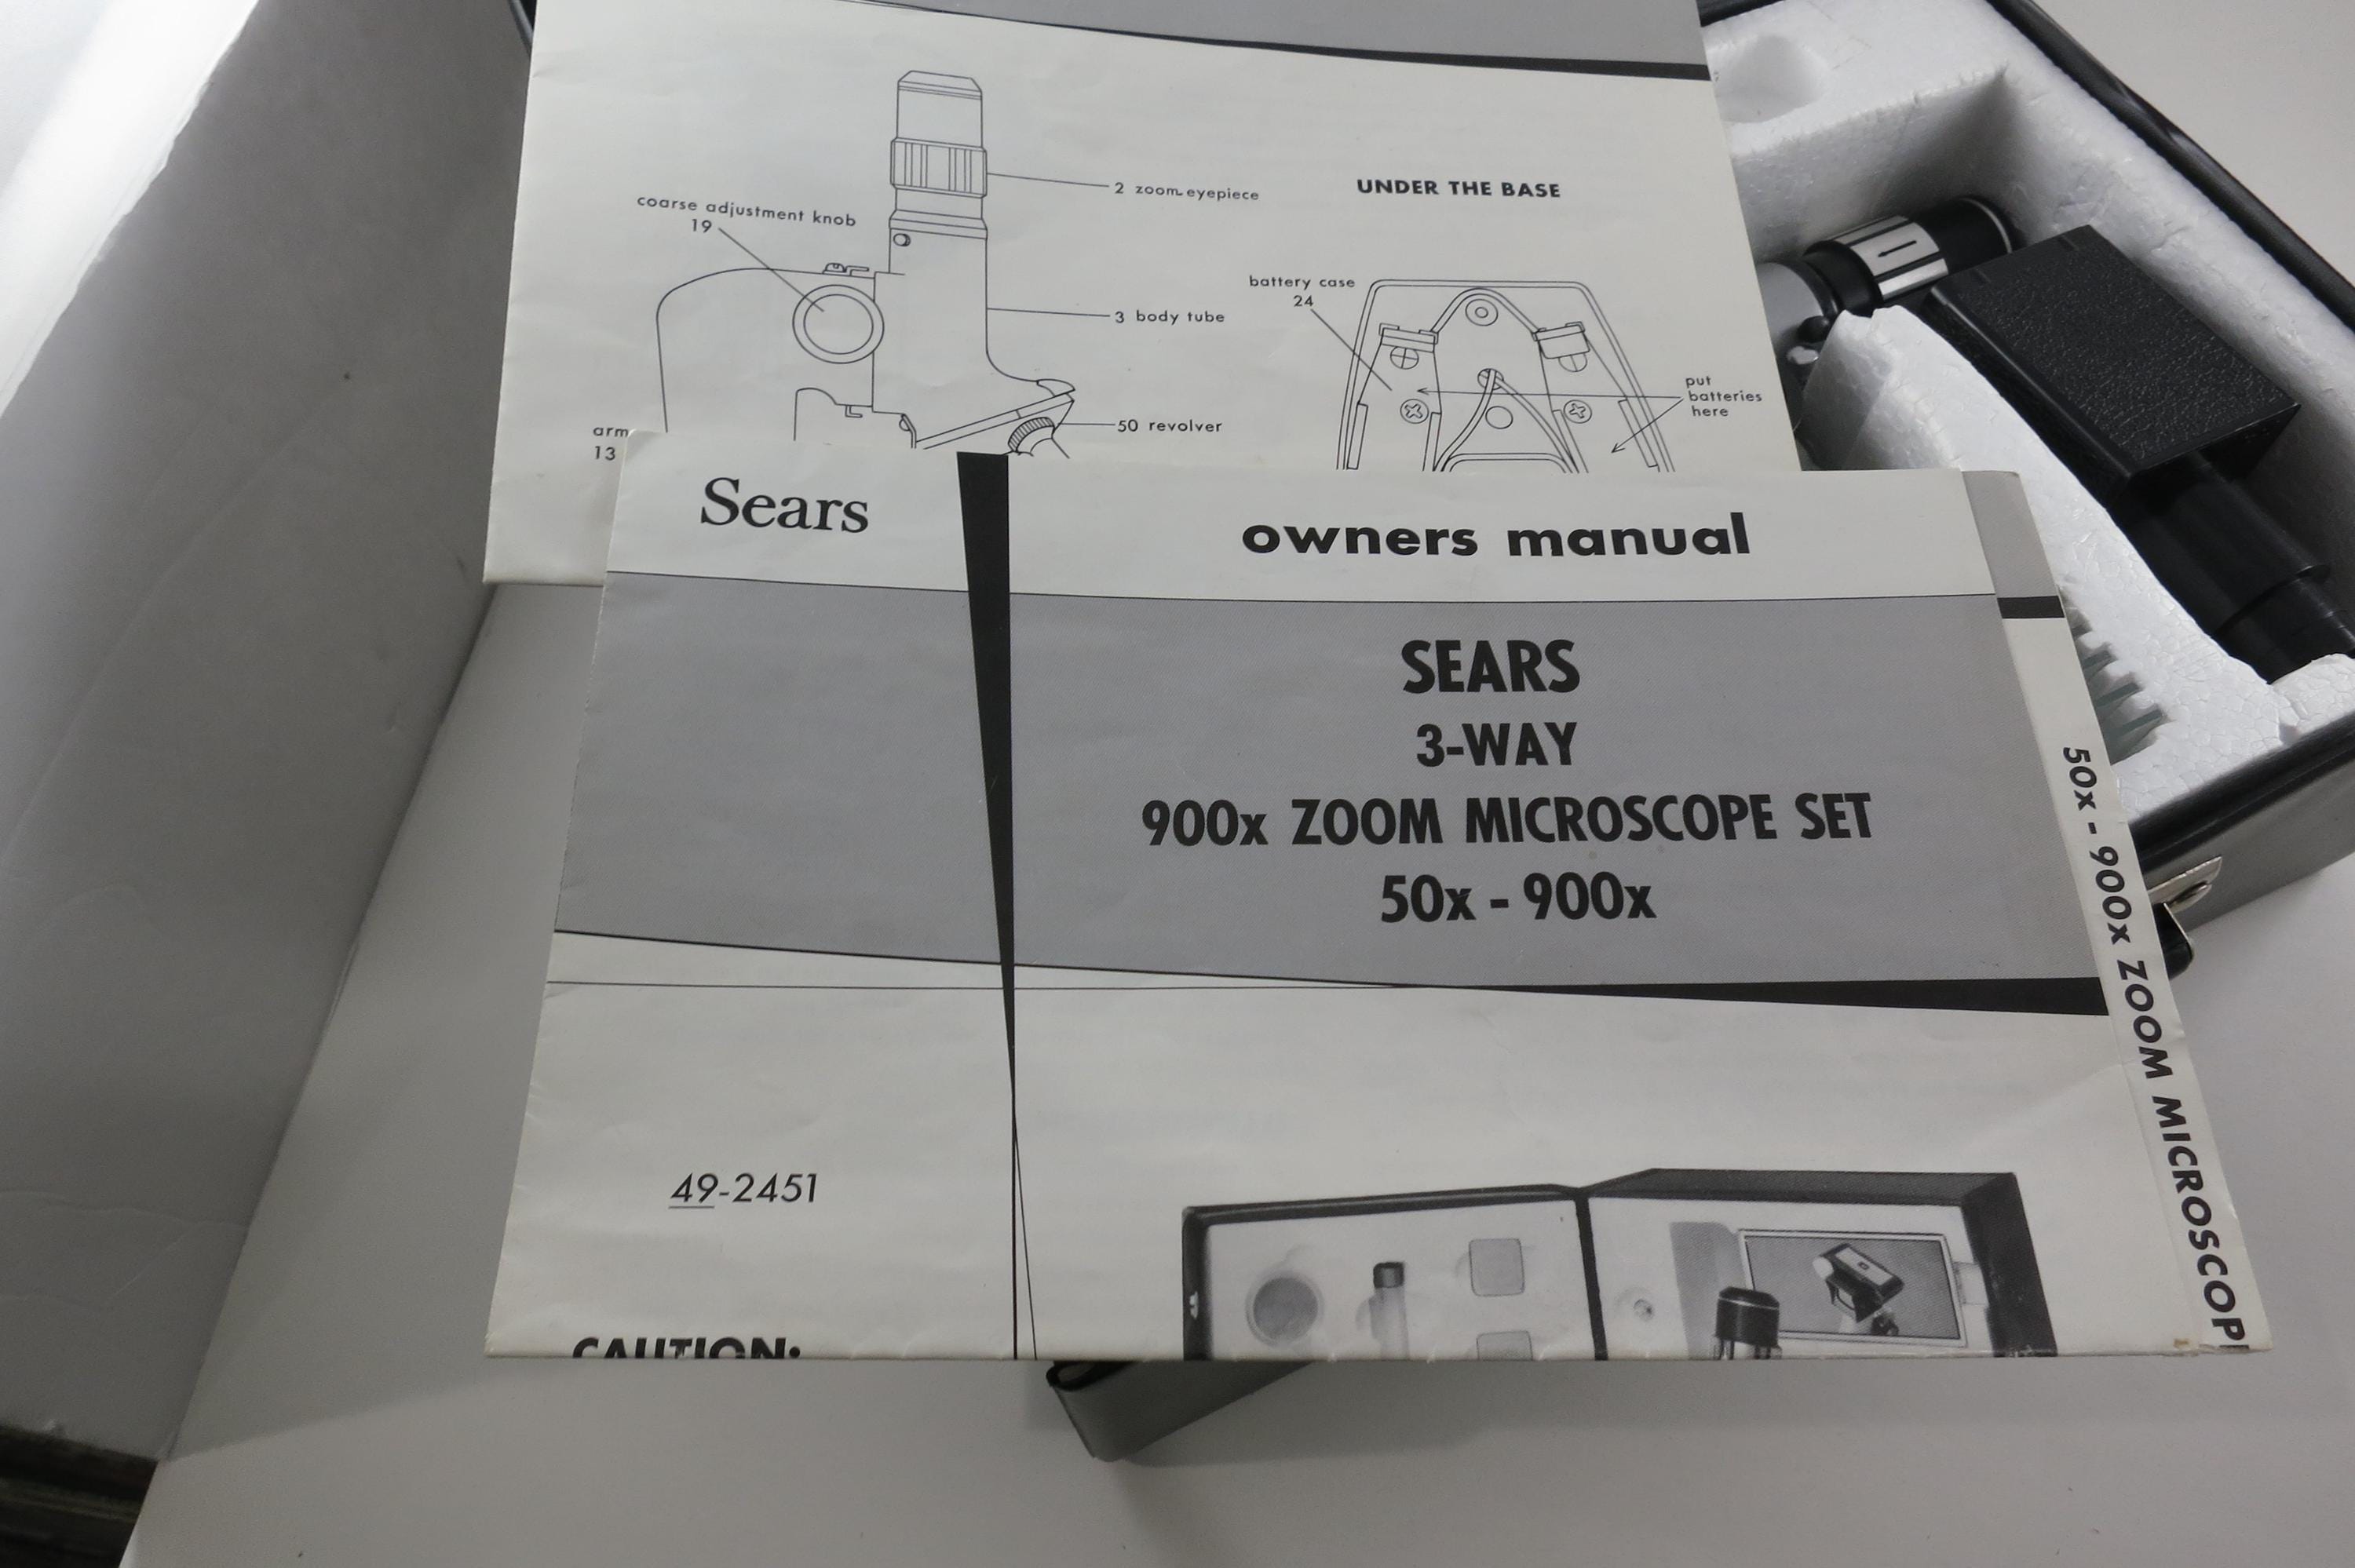 2 zoom eyepiece
UNDER THE BASE
coarse adjustment knob
19
battery case
24
3 body tube
put
batteries
here
50 revolver
arm
13
Sears
owners manual
SEARS
3-WAY
900x ZOOM MICROSCOPE SET
50x - 900x
49-2451
CAUTION:
50x - 900x ZOOM MICROSCOP